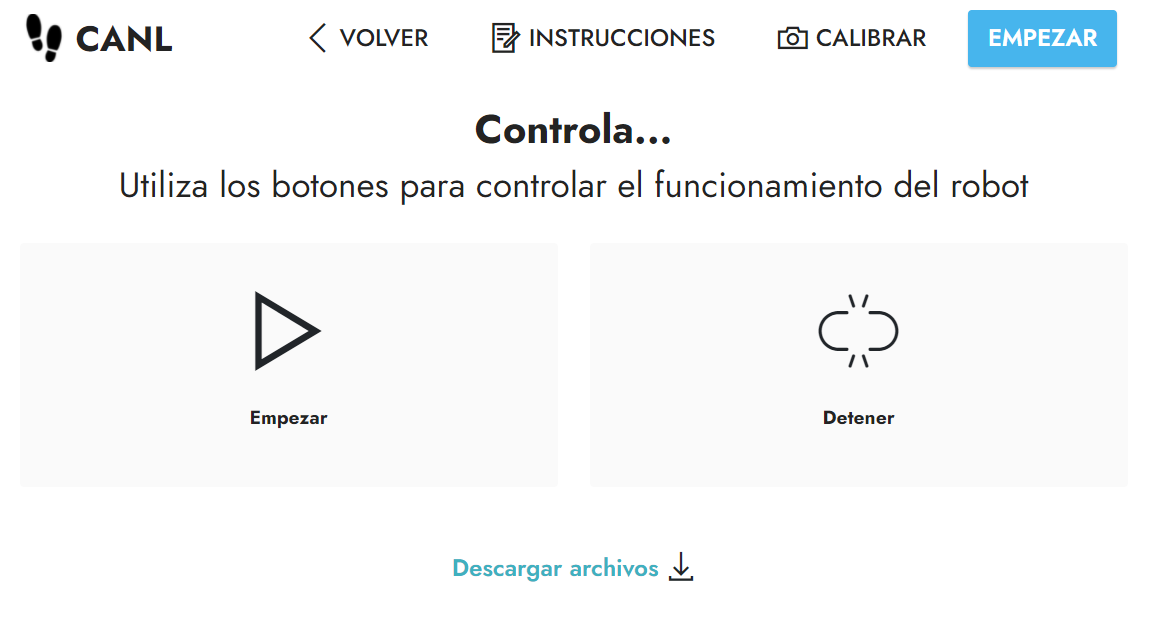 CANL
VOLVER
INSTRUCCIONES
CALIBRAR
EMPEZAR
Controla...
Utiliza los botones para controlar el funcionamiento del robot
Empezar
Detener
Descargar archivos